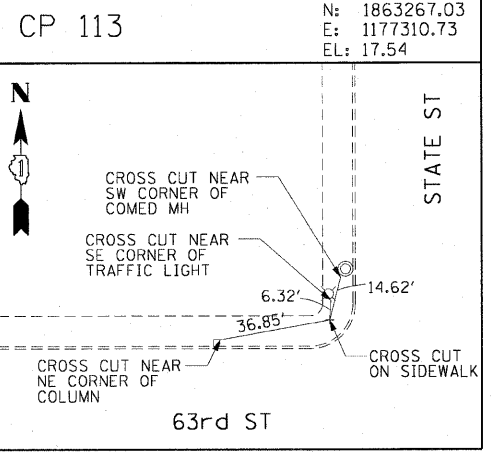 CP 113
N: 1863267.03
E: 1177310.73
EL: 17.54
N
STATE ST
CROSS CUT NEAR
SW CORNER OF
COMED MH
CROSS CUT NEAR
SE CORNER OF
TRAFFIC LIGHT
6.32'
14.62'
36.85'
CROSS CUT NEAR
NE CORNER OF
COLUMN
CROSS CUT
ON SIDEWALK
63rd ST